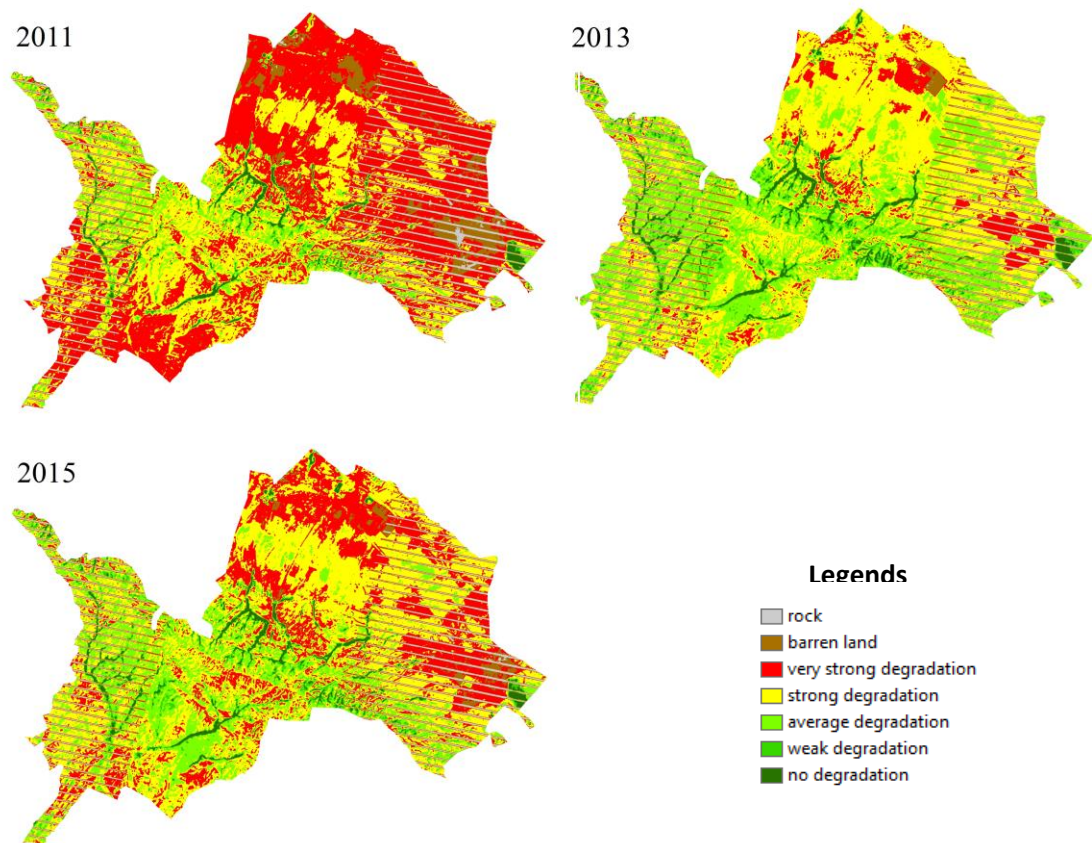 2011
2013
2015
Legends
rock
barren land
very strong degradation
strong degradation
average degradation
weak degradation
no degradation